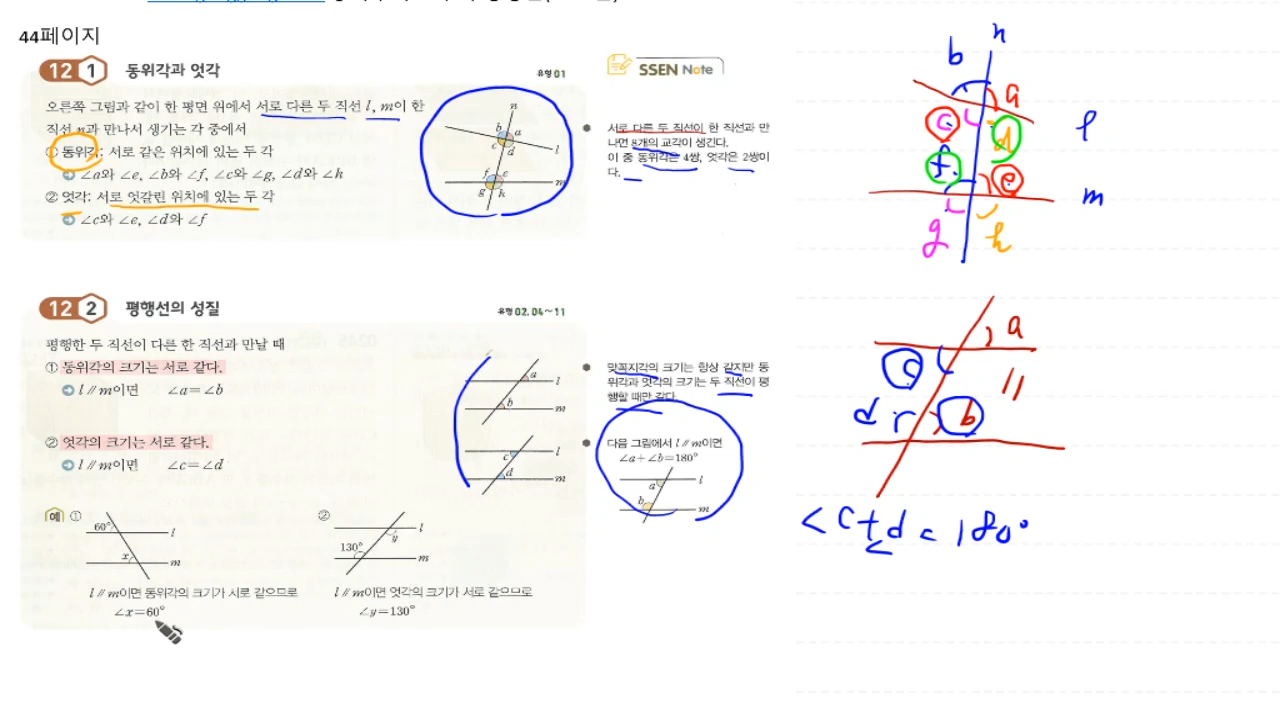 44페이지
12 1 동위각과 엇각
유형 01
오른쪽 그림과 같이 한 평면 위에서 서로 다른 두 직선 l, m이 한
직선 n과 만나서 생기는 각 중에서
① 동위각: 서로 같은 위치에 있는 두 각
∠a와 ∠e, ∠b와 ∠f, ∠c와 ∠g, ∠d와 ∠h
② 엇각: 서로 엇갈린 위치에 있는 두 각
∠c와 ∠e, ∠d와 ∠f
n
b a
c d
l
f e
m
g h
SSEN Note
서로 다른 두 직선이 한 직선과 만
나면 8개의 교각이 생긴다.
이 중 동위각은 4쌍, 엇각은 2쌍이
다.
12 2 평행선의 성질
유형 02, 04~11
평행한 두 직선이 다른 한 직선과 만날 때
① 동위각의 크기는 서로 같다.
l∥m이면 ∠a=∠b
② 엇각의 크기는 서로 같다.
l∥m이면 ∠c=∠d
a l
b m
c l
d m
맞꼭지각의 크기는 항상 같지만 동
위각과 엇각의 크기는 두 직선이 평
행할 때만 같다.
다음 그림에서 l∥m이면
∠a+∠b=180°
a l
b m
예 ①
60° l
x m
l∥m이면 동위각의 크기가 서로 같으므로
∠x=60°
②
l
y
130° m
l∥m이면 엇각의 크기가 서로 같으므로
∠y=130°
n
b
a
c d l
f e m
g h
a
c
d b
<c+<d=180°